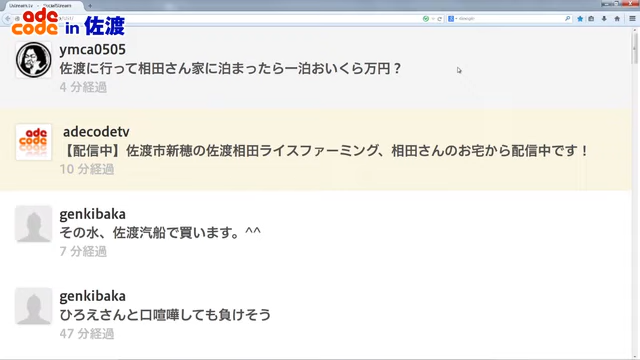 Ustream.tv
SocialStream
ade
code in 佐渡
ymca0505
佐渡に行って相田さん家に泊まったら一泊おいくら万円？
4 分経過
ade
code
adecodetv
【配信中】佐渡市新穂の佐渡相田ライスファーミング、相田さんのお宅から配信中です！
10 分経過
genkibaka
その水、佐渡汽船で買います。^^
7 分経過
genkibaka
ひろえさんと口喧嘩しても負けそう
47 分経過